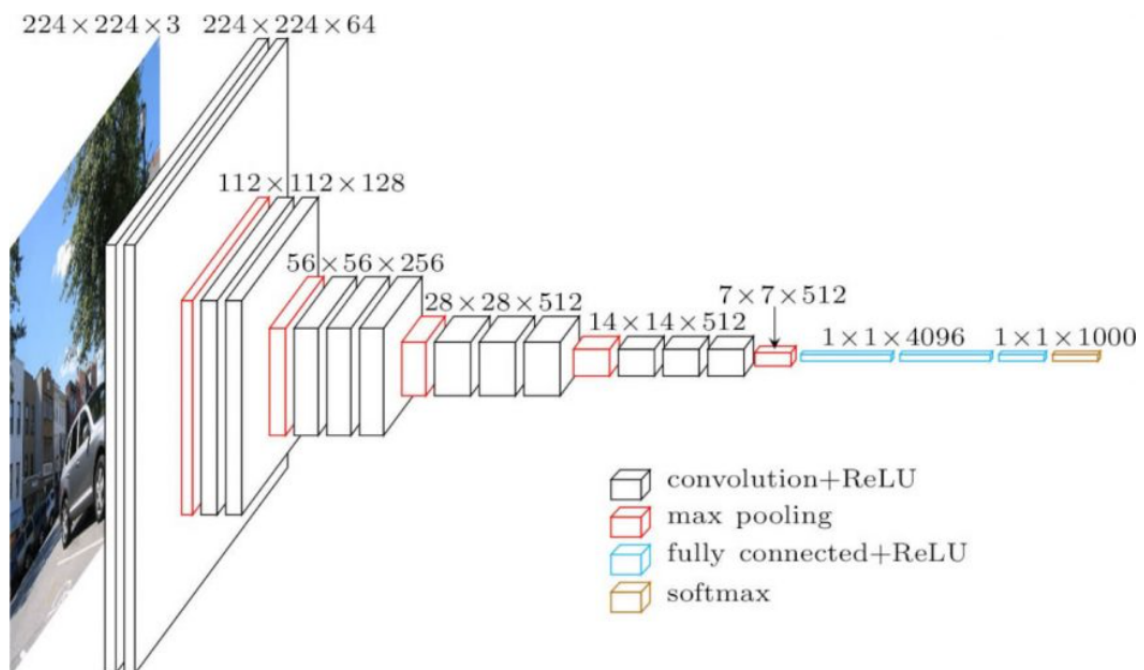 224×224×3
224×224×64
112×112×128
56×56×256
28×28×512
14×14×512
7×7×512
1×1×4096
1×1×1000
convolution+ReLU
max pooling
fully connected+ReLU
softmax